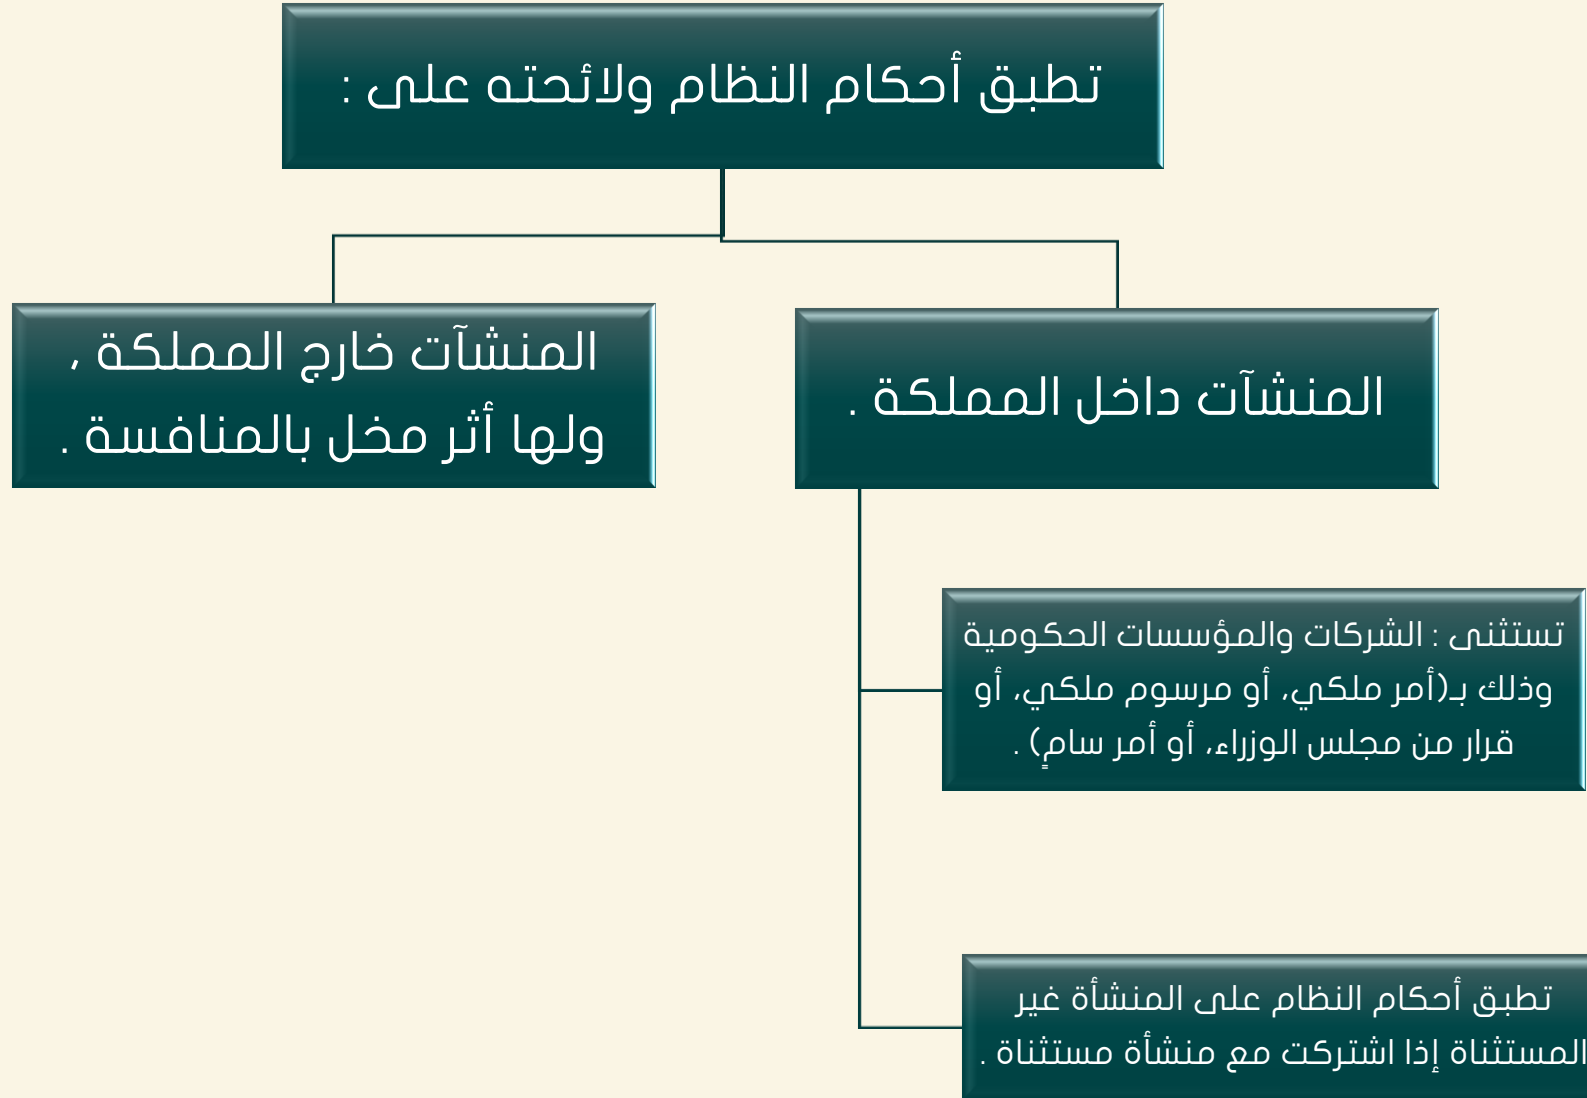 تطبق أحكام النظام ولائحته على :
المنشآت داخل المملكة .
المنشآت خارج المملكة ،
ولها أثر مخل بالمنافسة .
تستثنى : الشركات والمؤسسات الحكومية
وذلك بـ(أمر ملكي، أو مرسوم ملكي، أو
قرار من مجلس الوزراء، أو أمر سامٍ) .
تطبق أحكام النظام على المنشأة غير
المستثناة إذا اشتركت مع منشأة مستثناة .